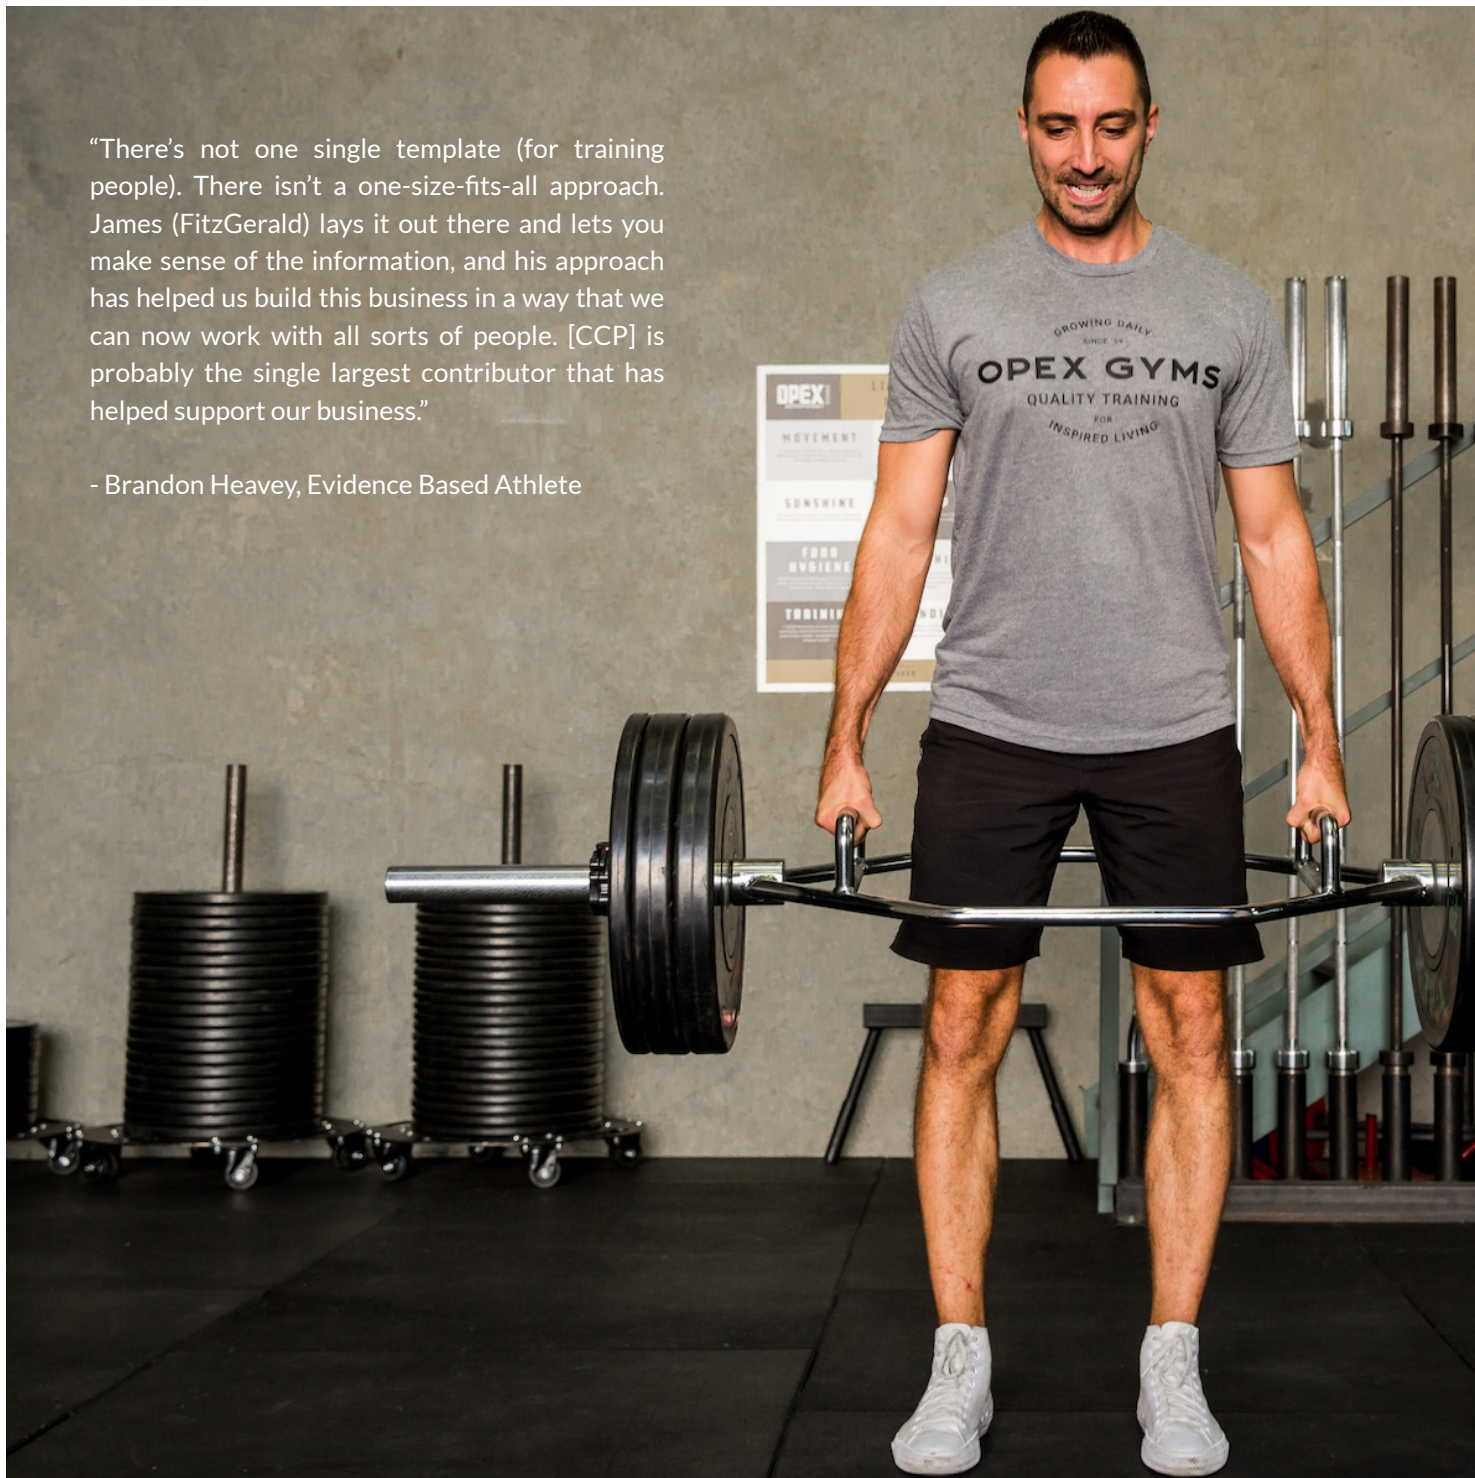 “There’s not one single template (for training
people). There isn’t a one-size-fits-all approach.
James (FitzGerald) lays it out there and lets you
make sense of the information, and his approach
has helped us build this business in a way that we
can now work with all sorts of people. [CCP] is
probably the single largest contributor that has
helped support our business.”
- Brandon Heavey, Evidence Based Athlete
GROWING DAILY
SINCE '99
OPEX GYMS
QUALITY TRAINING
FOR
INSPIRED LIVING
OPEX
MOVEMENT
SUNSHINE
FOOD
HYGIENE